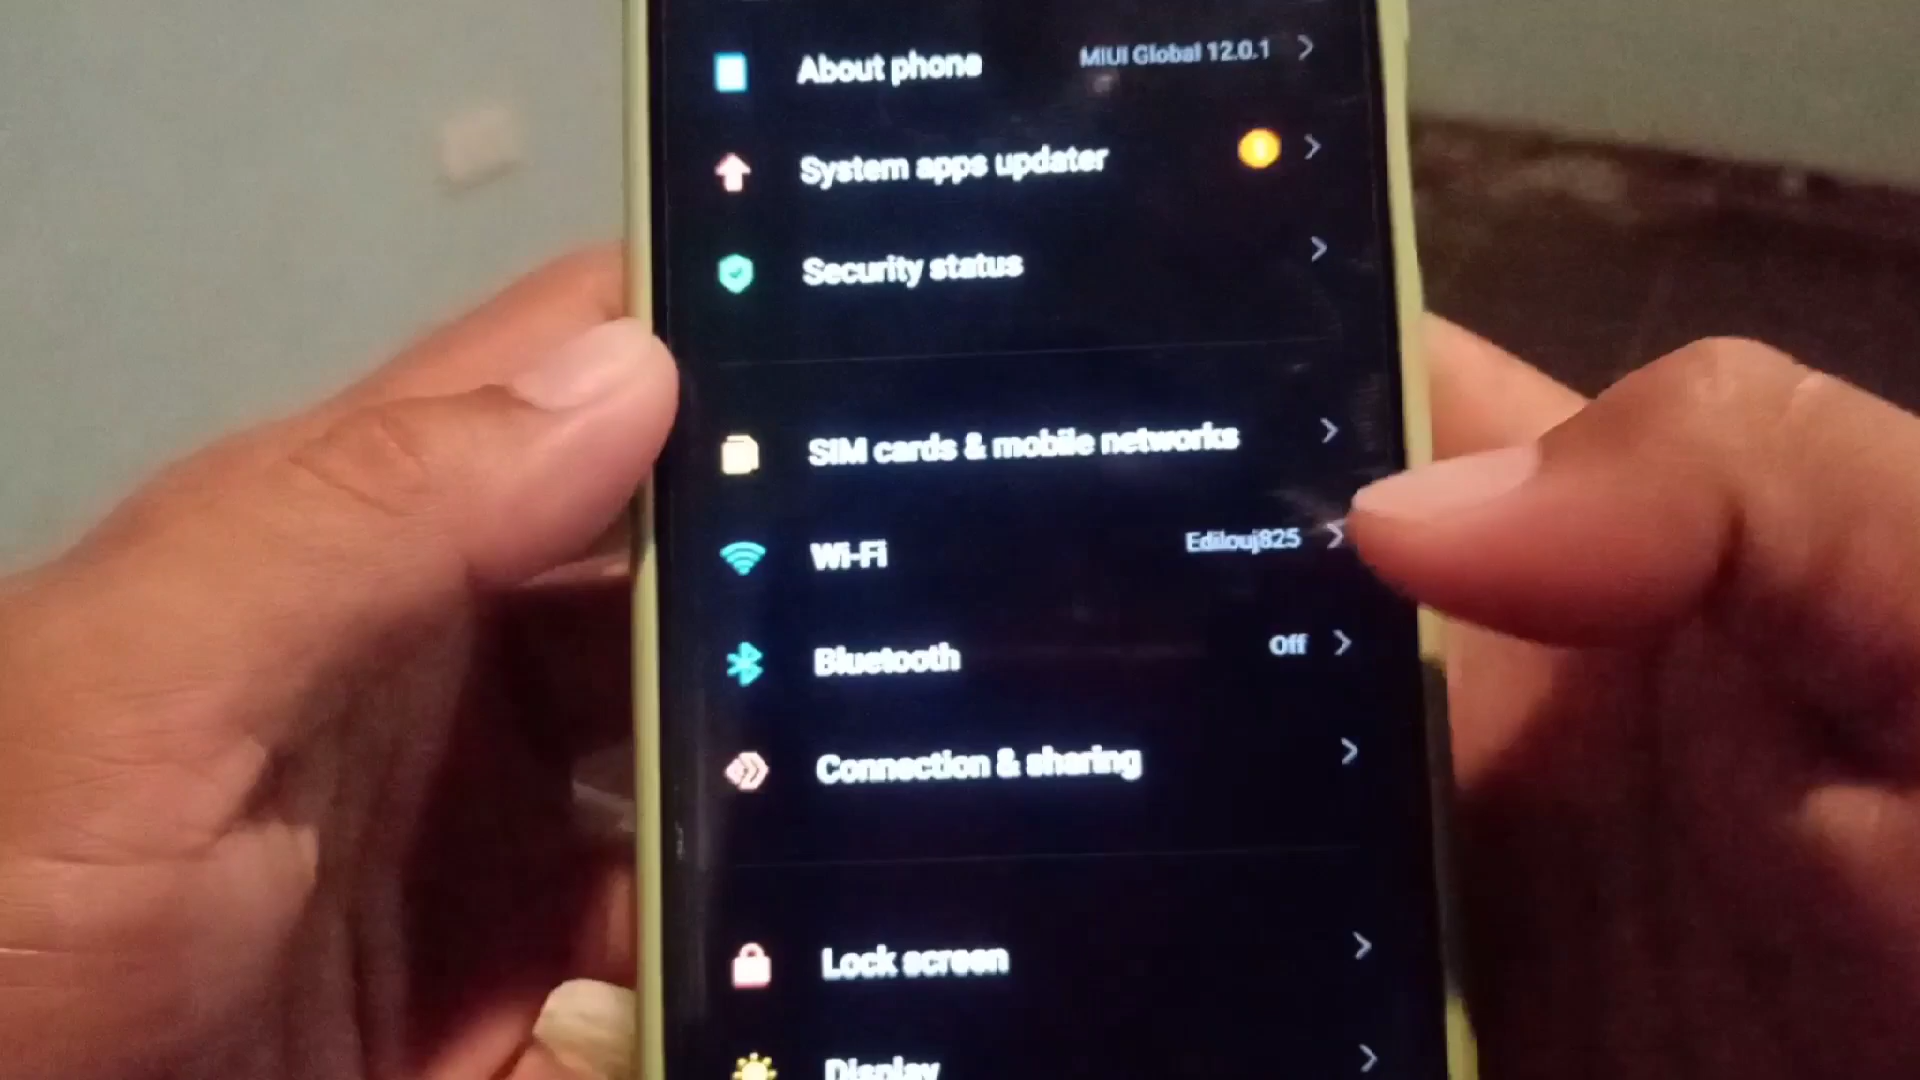 About phone
MIUI Global 12.0.1
System apps updater
Security status
SIM cards & mobile networks
Wi-Fi
Edilouj825
Bluetooth
Off
Connection & sharing
Lock screen
Display